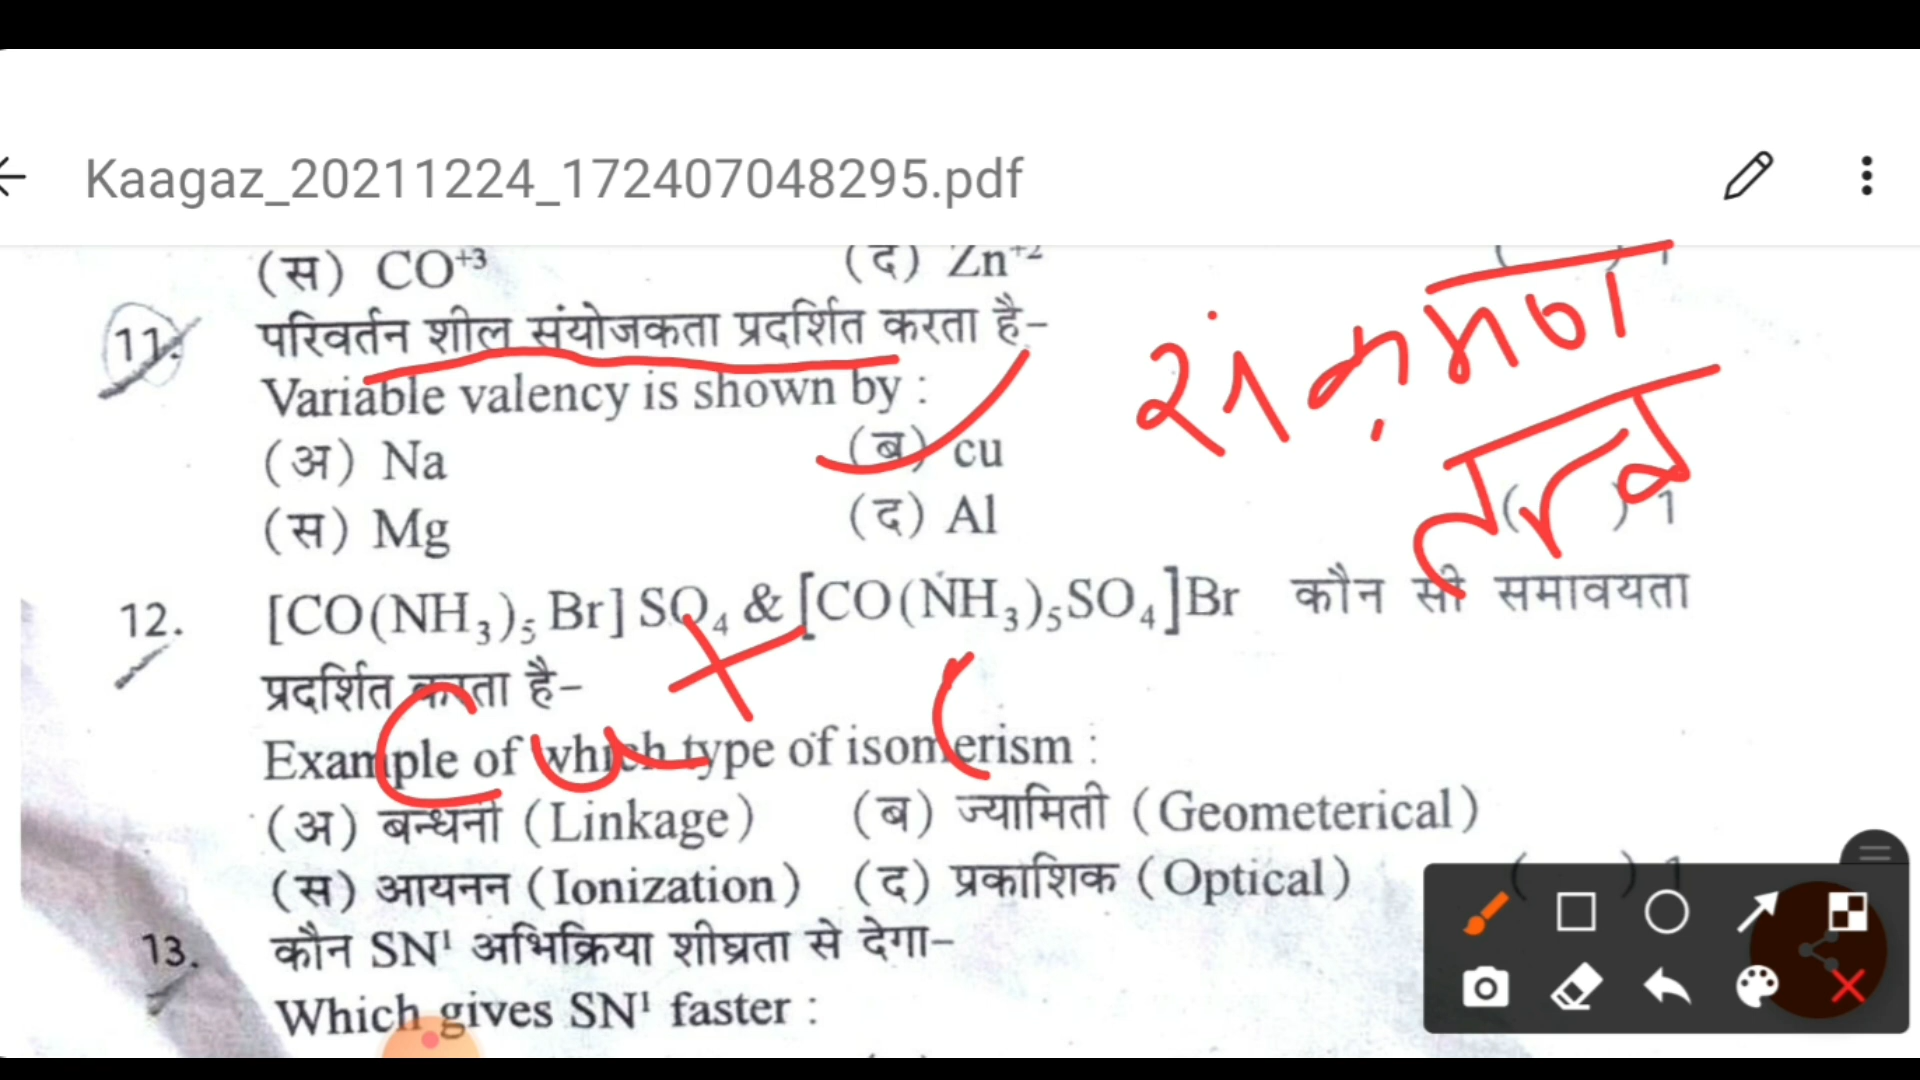 Kaagaz_20211224_172407048295.pdf
(स) CO⁺³ (द) Zn⁺²
11. परिवर्तन शील संयोजकता प्रदर्शित करता है–
Variable valency is shown by :
(अ) Na (ब) cu
(स) Mg (द) Al ( ) 1
संक्रमण
तत्व
12. [CO(NH₃)₅ Br] SO₄ & [CO(NH₃)₅SO₄]Br कौन सी समावयता
प्रदर्शित करता है–
Cu+ (
Example of which type of isomerism :
(अ) बन्धनी (Linkage) (ब) ज्यामिती (Geometerical)
(स) आयनन (Ionization) (द) प्रकाशिक (Optical) ( ) 1
13. कौन SN¹ अभिक्रिया शीघ्रता से देगा–
Which gives SN¹ faster :